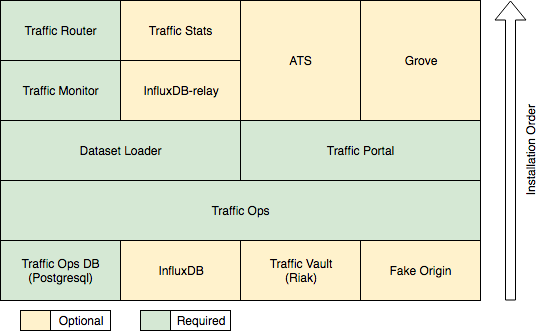 Traffic Router
Traffic Stats
ATS
Grove
Traffic Monitor
InfluxDB-relay
Dataset Loader
Traffic Portal
Traffic Ops
Traffic Ops DB
(Postgresql)
InfluxDB
Traffic Vault
(Riak)
Fake Origin
Installation Order
Optional
Required